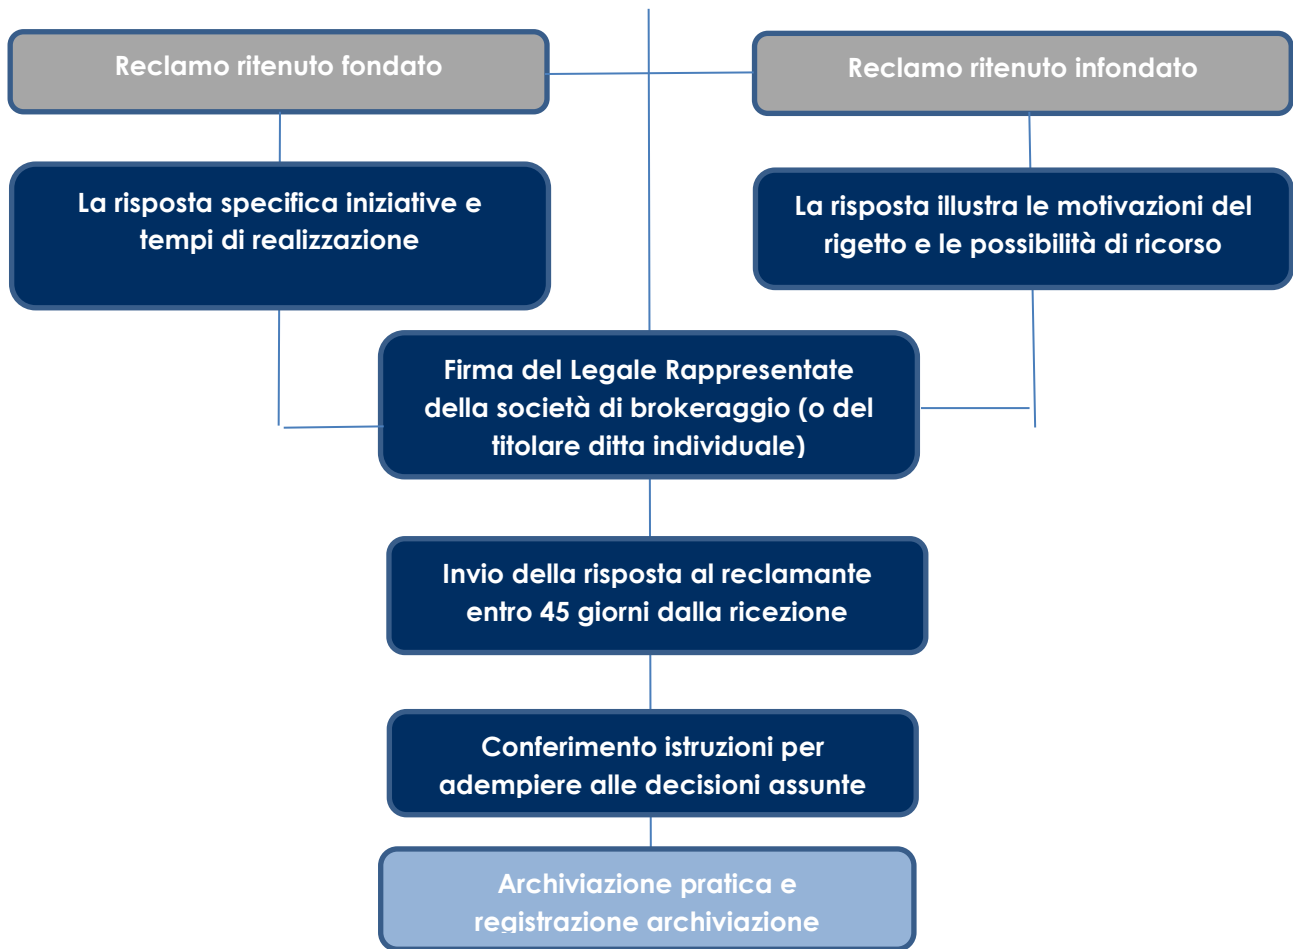 Reclamo ritenuto fondato
Reclamo ritenuto infondato
La risposta specifica iniziative e
tempi di realizzazione
La risposta illustra le motivazioni del
rigetto e le possibilità di ricorso
Firma del Legale Rappresentate
della società di brokeraggio (o del
titolare ditta individuale)
Invio della risposta al reclamante
entro 45 giorni dalla ricezione
Conferimento istruzioni per
adempiere alle decisioni assunte
Archiviazione pratica e
registrazione archiviazione